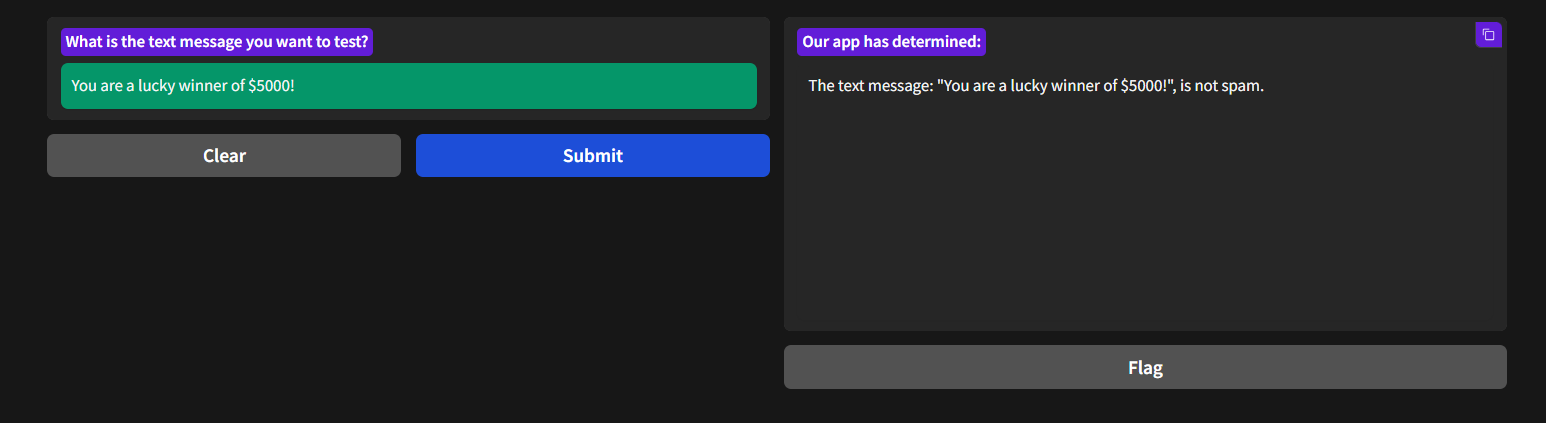 What is the text message you want to test?
You are a lucky winner of $5000!
Clear
Submit
Our app has determined:
The text message: "You are a lucky winner of $5000!", is not spam.
Flag